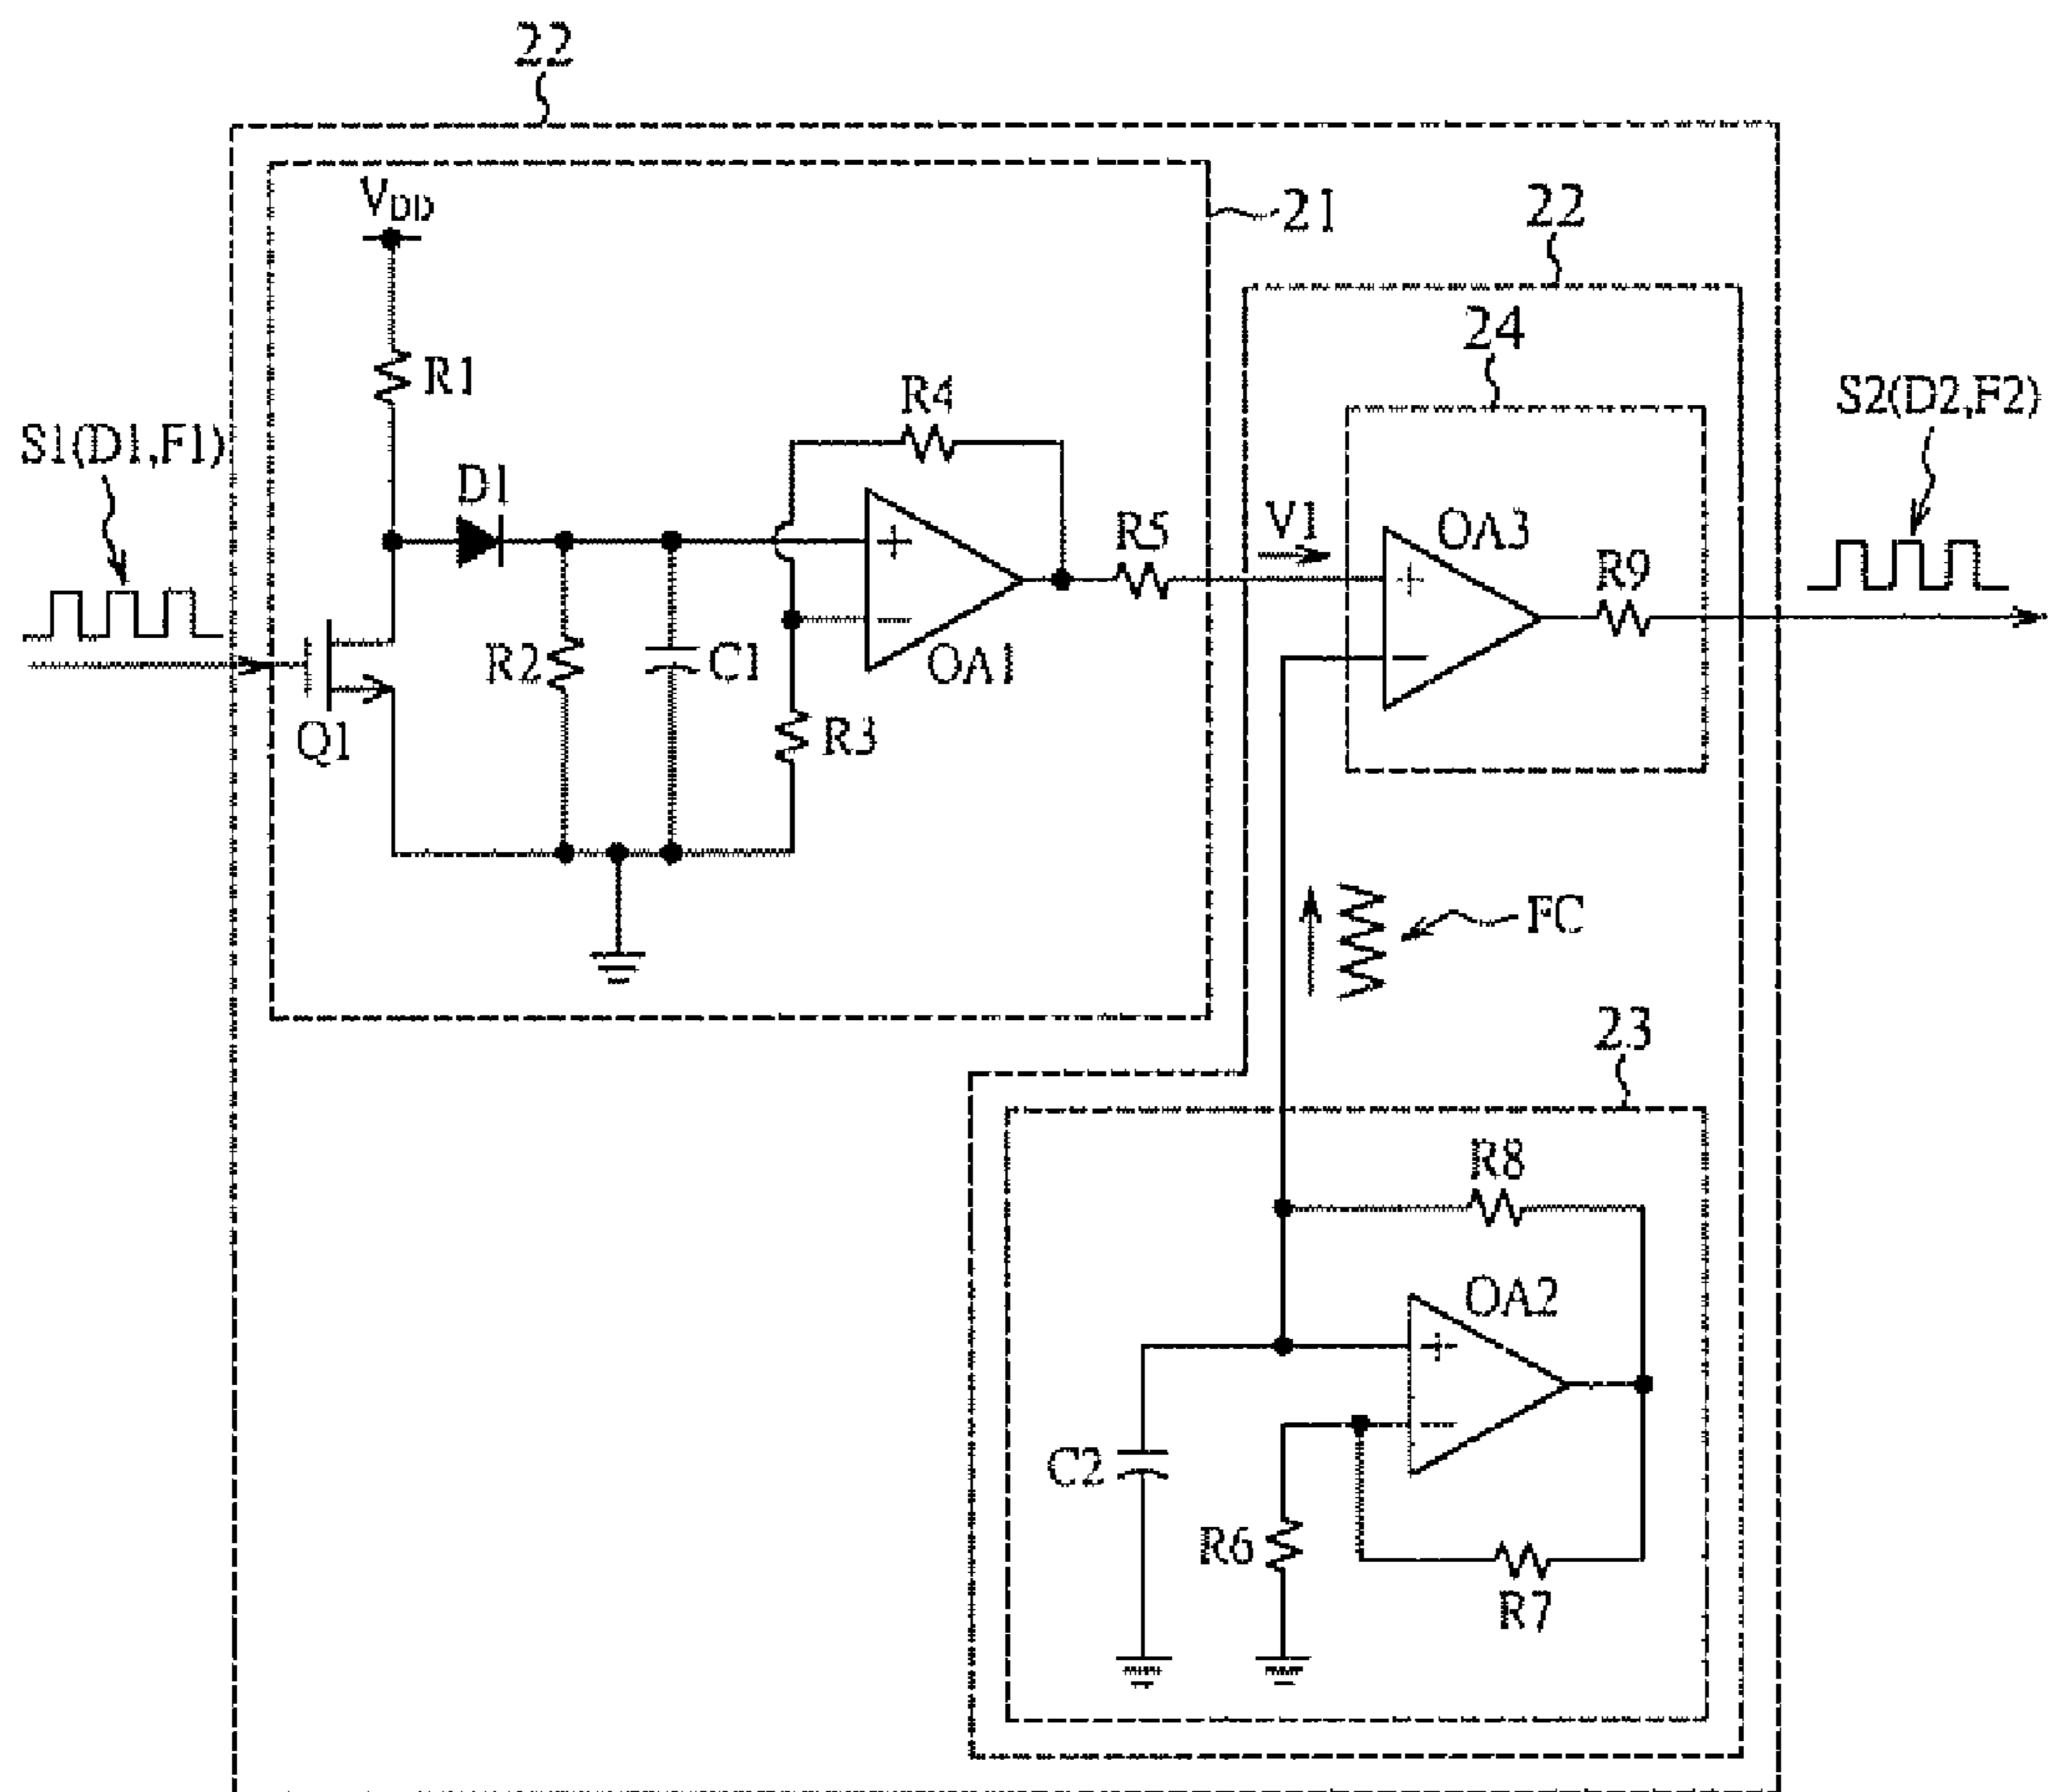 22
V_DD
21
22
R1
24
R4
S2(D2,F2)
S1(D1,F1)
D1
R5
V1
OA3
+
+
R9
−
−
R2
C1
OA1
Q1
R3
FC
23
R8
OA2
+
−
C2
R6
R7